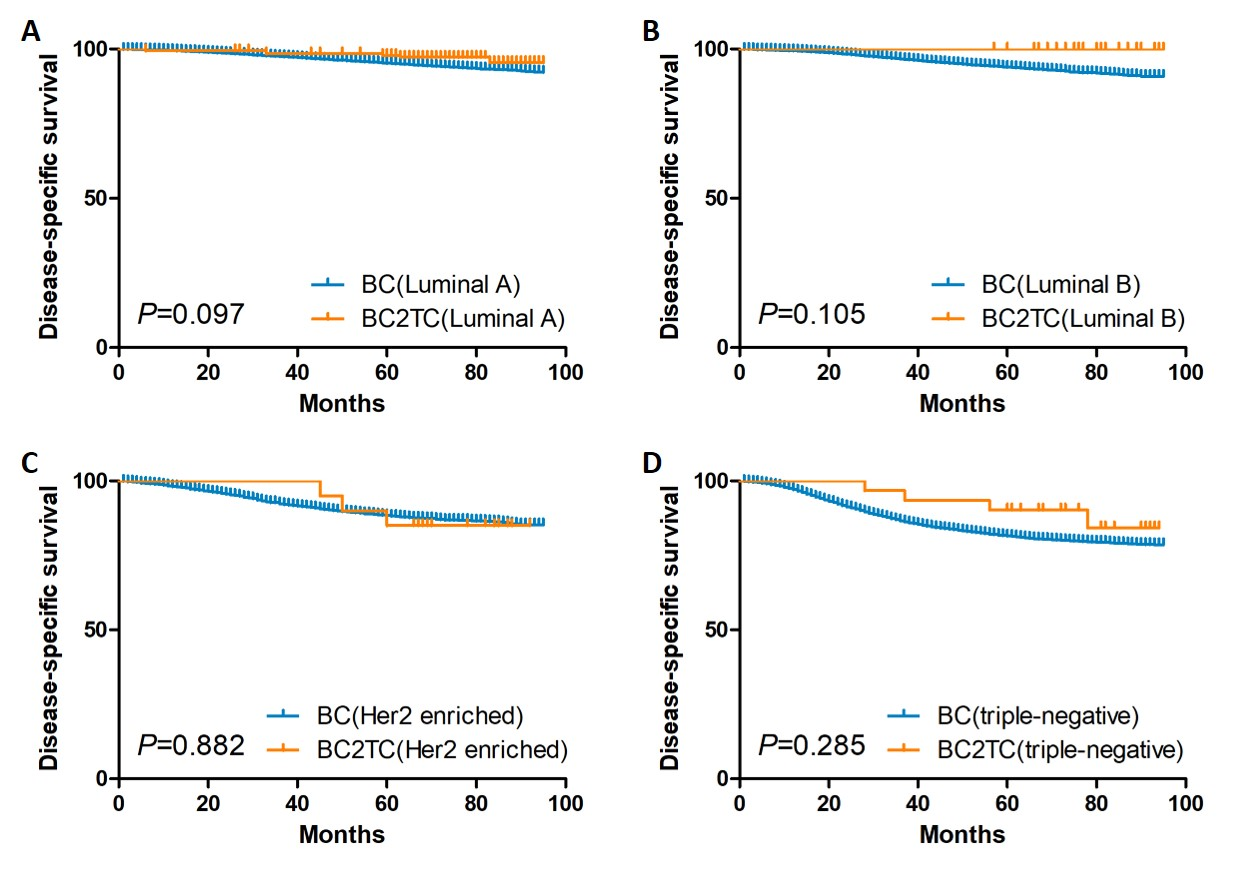 A
Disease-specific survival
100
50
0
BC(Luminal A)
BC2TC(Luminal A)
P=0.097
0 20 40 60 80 100
Months
B
Disease-specific survival
100
50
0
BC(Luminal B)
BC2TC(Luminal B)
P=0.105
0 20 40 60 80 100
Months
C
Disease-specific survival
100
50
0
BC(Her2 enriched)
BC2TC(Her2 enriched)
P=0.882
0 20 40 60 80 100
Months
D
Disease-specific survival
100
50
0
BC(triple-negative)
BC2TC(triple-negative)
P=0.285
0 20 40 60 80 100
Months